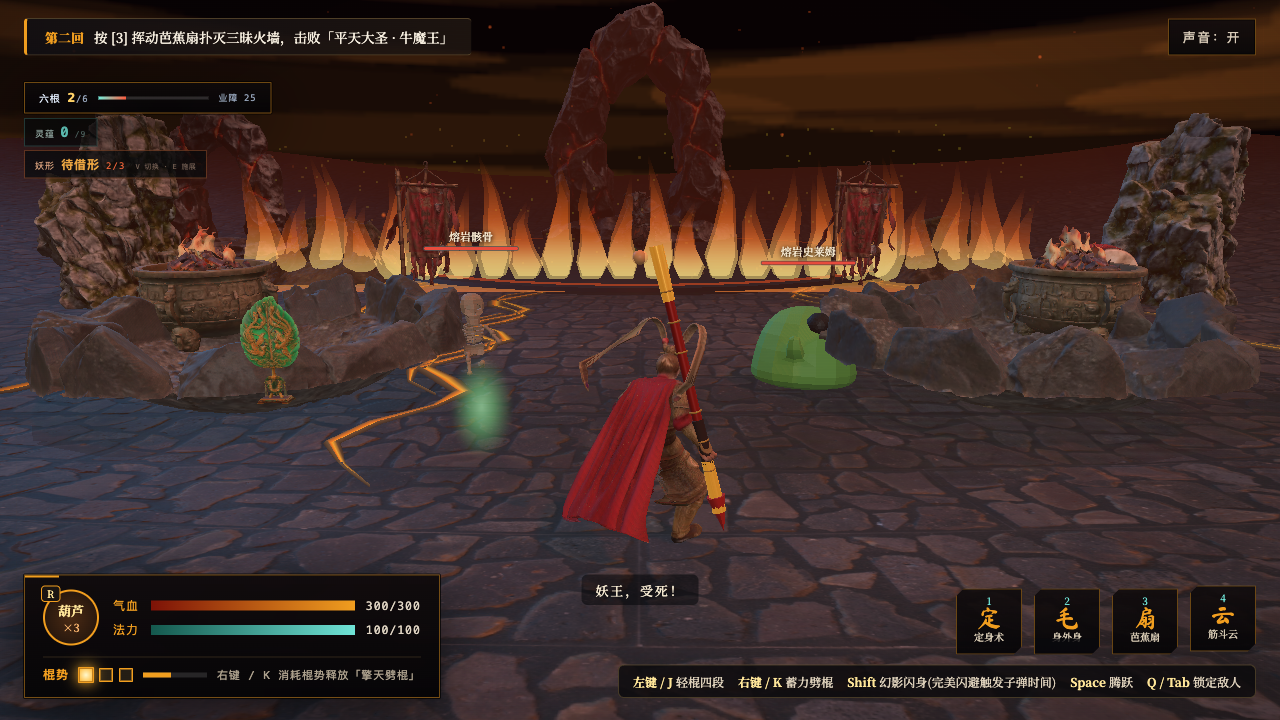 第二回 按 [3] 挥动芭蕉扇扑灭三昧火墙，击败「平天大圣 · 牛魔王」
声音：开
六根 2/6 业障 25
灵蕴 0 /9
妖形 待借形 2/3 V 切换 · E 施展
熔岩骸骨
熔岩史莱姆
妖王，受死！
R
葫芦
×3
气血 300/300
法力 100/100
棍势 右键 / K 消耗棍势释放「擎天劈棍」
1
定
定身术
2
毛
身外身
3
扇
芭蕉扇
4
云
筋斗云
左键 / J 轻棍四段 右键 / K 蓄力劈棍 Shift 幻影闪身(完美闪避触发子弹时间) Space 腾跃 Q / Tab 锁定敌人